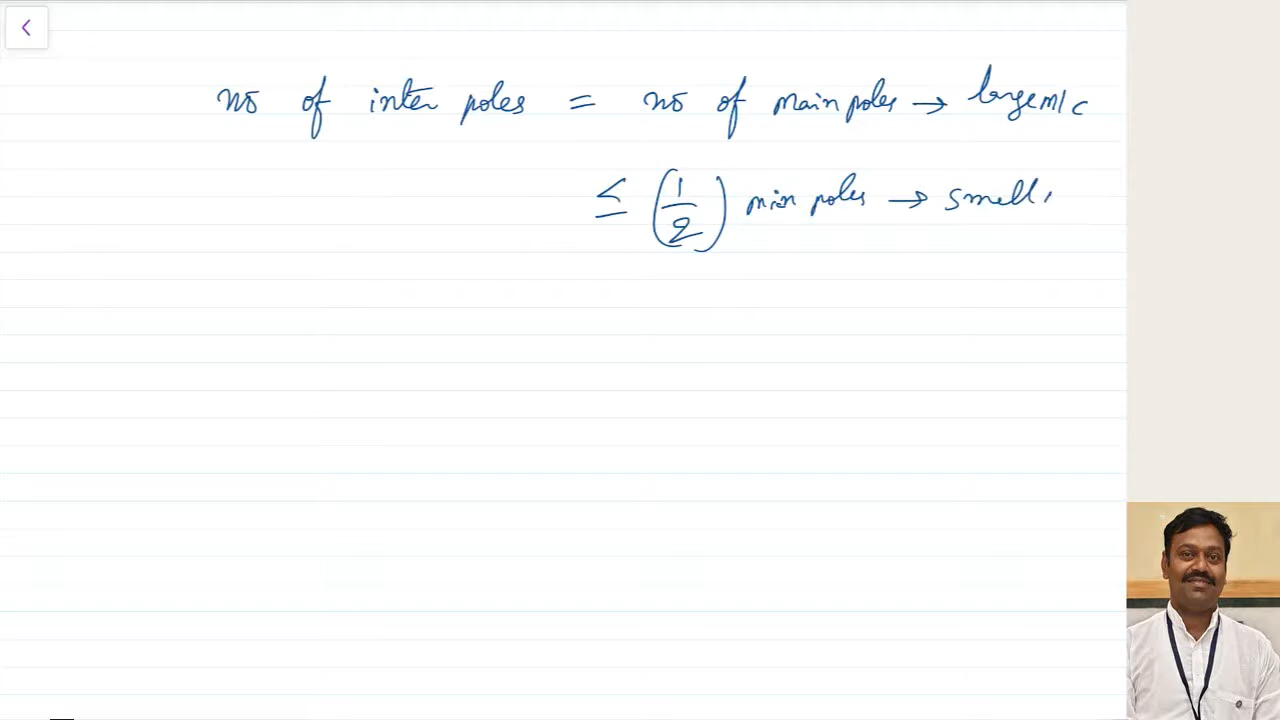 no of inter poles = no of main poles → large m/c
≤ (1/2) main poles → small